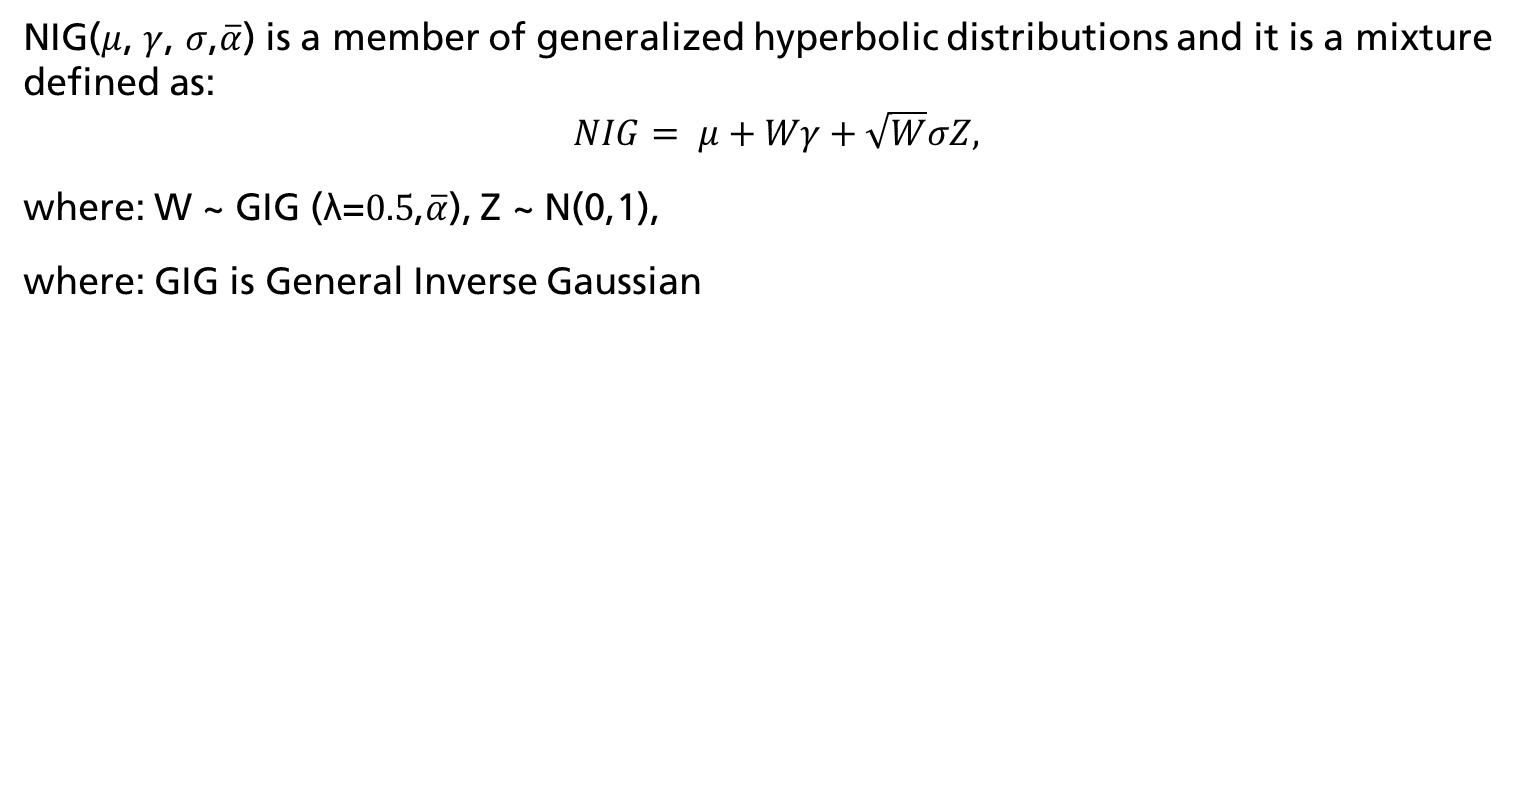 NIG(μ, γ, σ,ᾱ) is a member of generalized hyperbolic distributions and it is a mixture
defined as:
NIG = μ + Wγ + √W̅σZ,
where: W ~ GIG (λ=0.5,ᾱ), Z ~ N(0,1),
where: GIG is General Inverse Gaussian